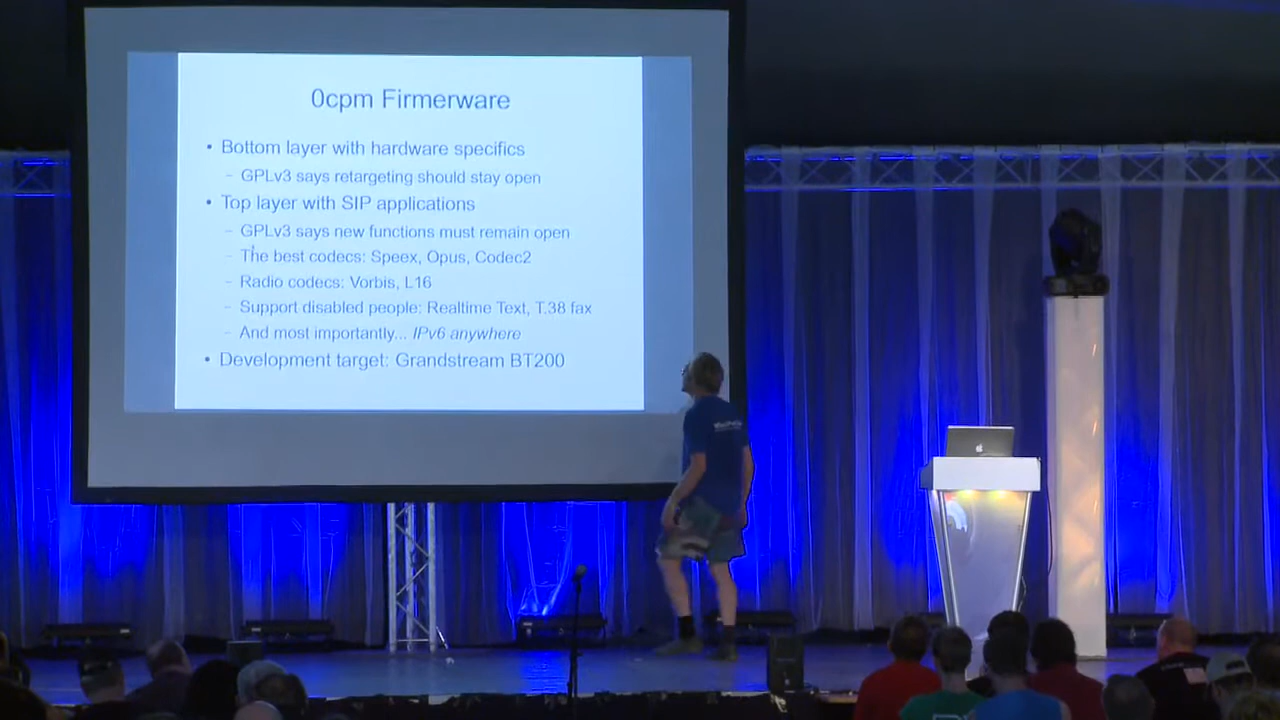 0cpm Firmerware
• Bottom layer with hardware specifics
– GPLv3 says retargeting should stay open
• Top layer with SIP applications
– GPLv3 says new functions must remain open
– The best codecs: Speex, Opus, Codec2
– Radio codecs: Vorbis, L16
– Support disabled people: Realtime Text, T.38 fax
– And most importantly... IPv6 anywhere
• Development target: Grandstream BT200